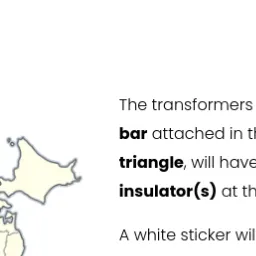 The transformers
bar attached in th
triangle, will have
insulator(s) at th
A white sticker wil